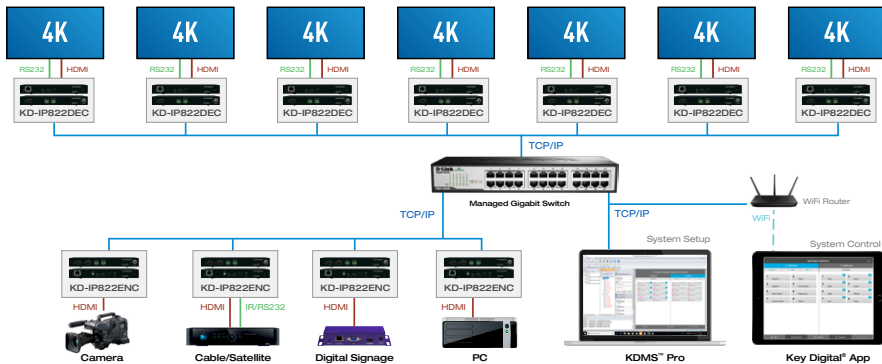 4K 4K 4K 4K 4K 4K 4K
RS232 HDMI RS232 HDMI RS232 HDMI RS232 HDMI RS232 HDMI RS232 HDMI RS232 HDMI
KD-IP822DEC KD-IP822DEC KD-IP822DEC KD-IP822DEC KD-IP822DEC KD-IP822DEC KD-IP822DEC
TCP/IP
D-Link
Managed Gigabit Switch
WiFi Router
TCP/IP TCP/IP WiFi
System Setup System Control
KD-IP822ENC KD-IP822ENC KD-IP822ENC KD-IP822ENC
HDMI HDMI IR/RS232 HDMI HDMI
Camera Cable/Satellite Digital Signage PC KDMS™ Pro Key Digital® App